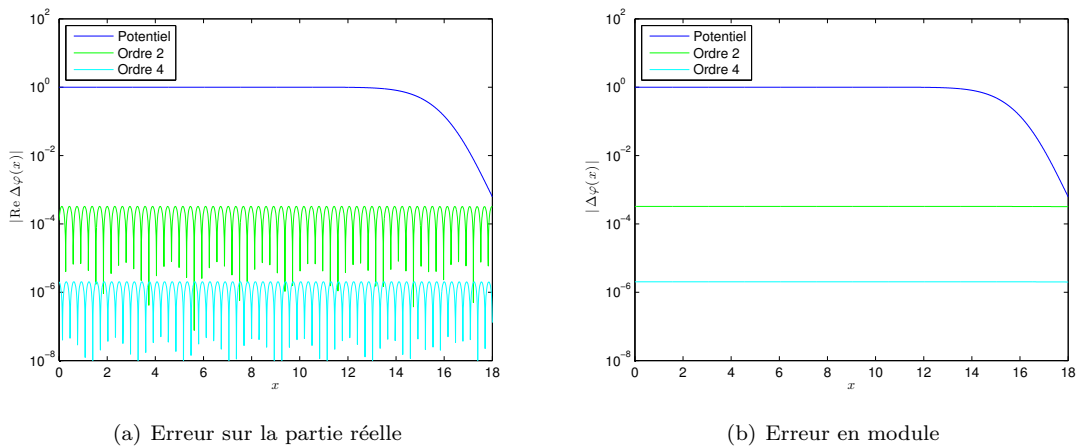 10^2
10^0
10^-2
10^-4
10^-6
10^-8
|Re Δφ(x)|
Potentiel
Ordre 2
Ordre 4
0 2 4 6 8 10 12 14 16 18
x
(a) Erreur sur la partie réelle
10^2
10^0
10^-2
10^-4
10^-6
10^-8
|Δφ(x)|
Potentiel
Ordre 2
Ordre 4
0 2 4 6 8 10 12 14 16 18
x
(b) Erreur en module